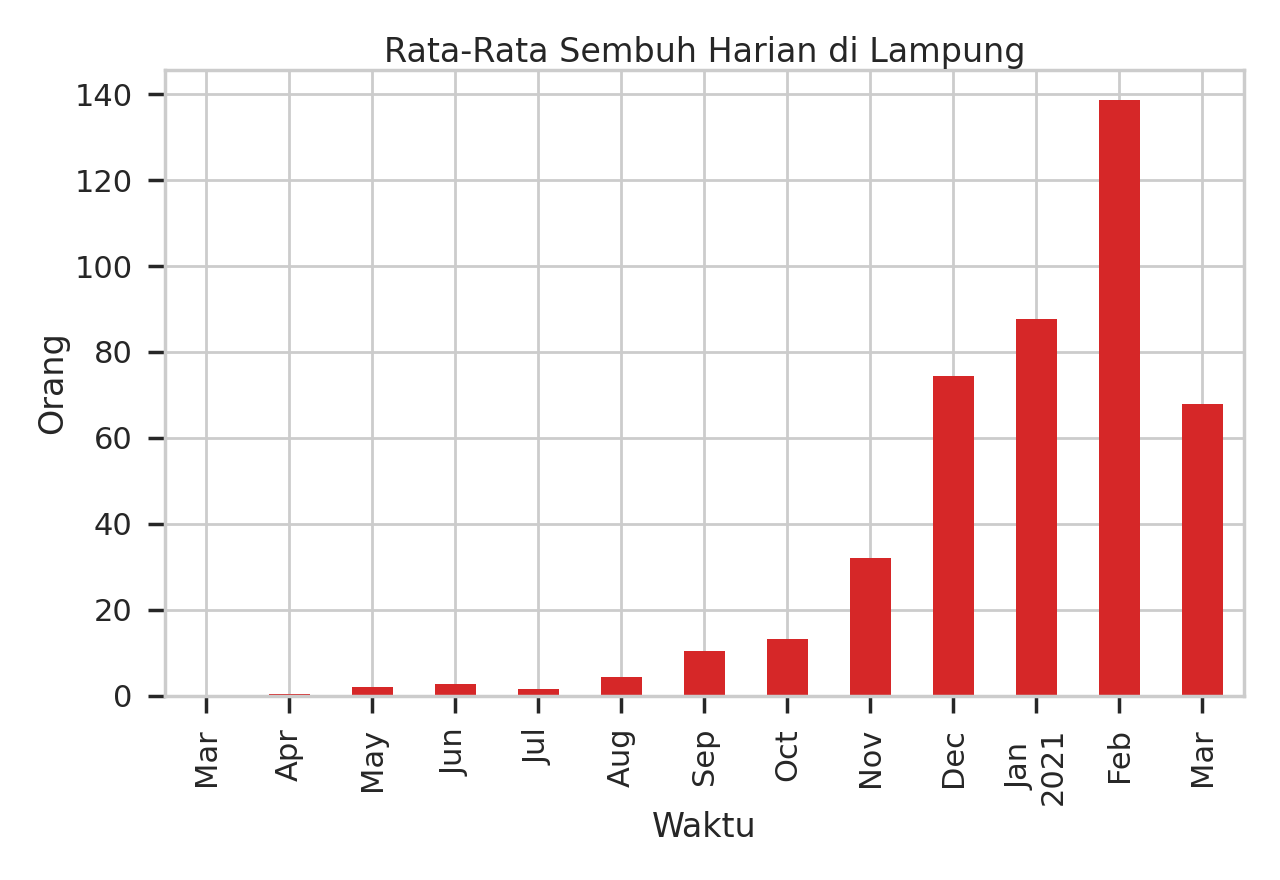 Rata-Rata Sembuh Harian di Lampung
140
120
100
80
60
40
20
0
Orang
Mar
Apr
May
Jun
Jul
Aug
Sep
Oct
Nov
Dec
Jan
2021
Feb
Mar
Waktu